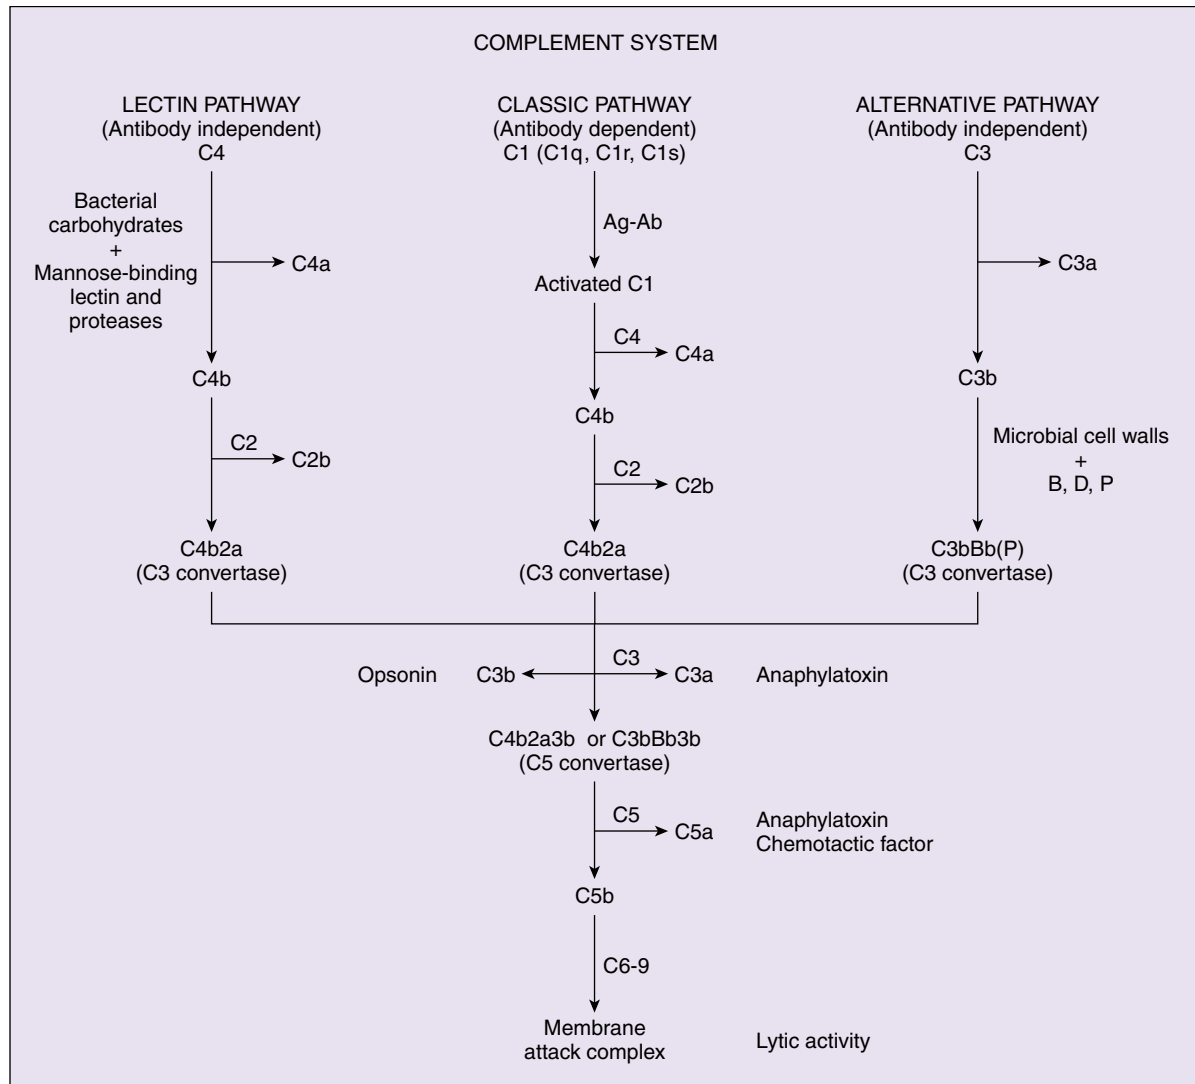 COMPLEMENT SYSTEM
LECTIN PATHWAY
(Antibody independent)
C4
Bacterial
carbohydrates
+
Mannose-binding
lectin and
proteases
C4a
C4b
C2
C2b
C4b2a
(C3 convertase)
CLASSIC PATHWAY
(Antibody dependent)
C1 (C1q, C1r, C1s)
Ag-Ab
Activated C1
C4
C4a
C4b
C2
C2b
C4b2a
(C3 convertase)
ALTERNATIVE PATHWAY
(Antibody independent)
C3
C3a
C3b
Microbial cell walls
+
B, D, P
C3bBb(P)
(C3 convertase)
Opsonin
C3b
C3
C3a
Anaphylatoxin
C4b2a3b or C3bBb3b
(C5 convertase)
C5
C5a
Anaphylatoxin
Chemotactic factor
C5b
C6-9
Membrane
attack complex
Lytic activity